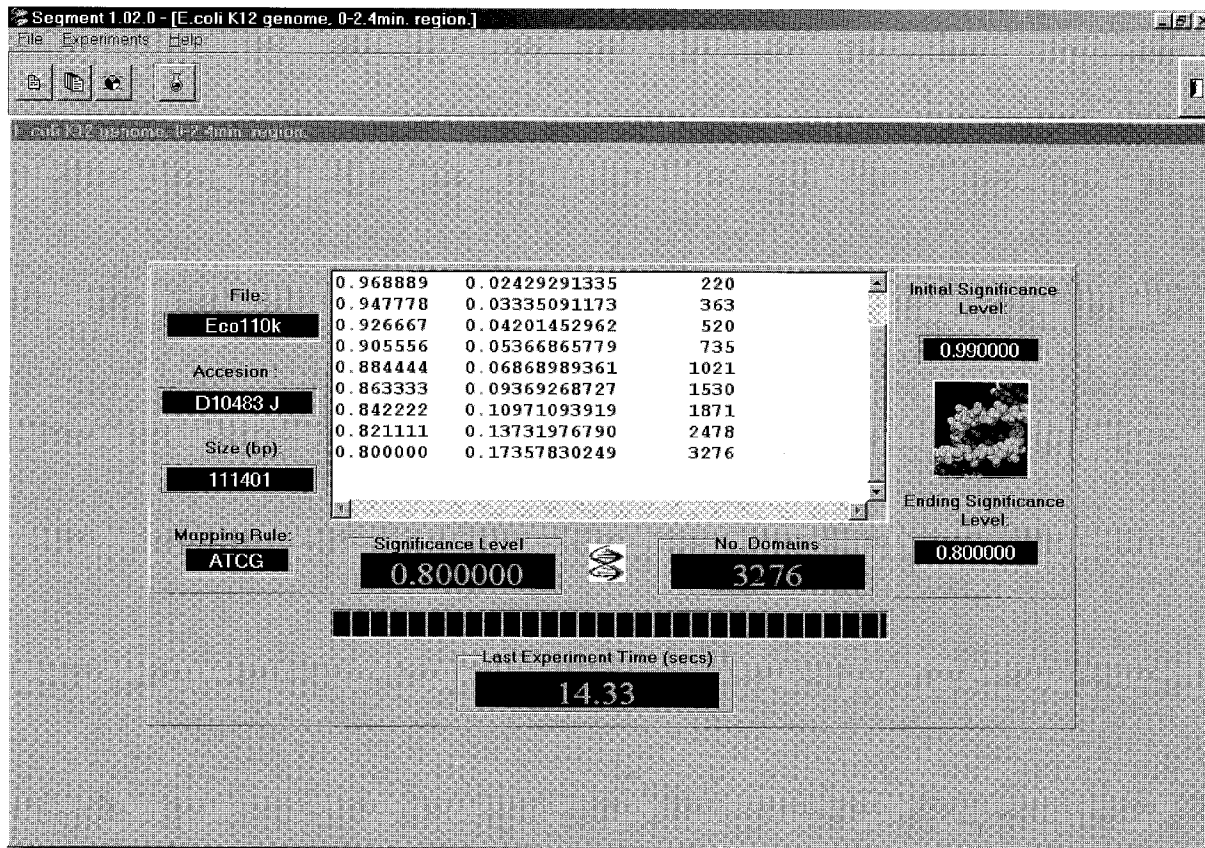 Segment 1.02.0 - [E.coli K12 genome, 0-2.4min. region.]
File Experiments Help
E.coli K12 genome, 0-2.4min. region.
File:
Eco110k
Accesion :
D10483 J
Size (bp)
111401
Mapping Rule:
ATCG
0.968889 0.02429291335 220
0.947778 0.03335091173 363
0.926667 0.04201452962 520
0.905556 0.05366865779 735
0.884444 0.06868989361 1021
0.863333 0.09369268727 1530
0.842222 0.10971093919 1871
0.821111 0.13731976790 2478
0.800000 0.17357830249 3276
Initial Significance
Level:
0.990000
Ending Significance
Level:
0.800000
Significance Level
0.800000
No. Domains
3276
Last Experiment Time (secs)
14.33